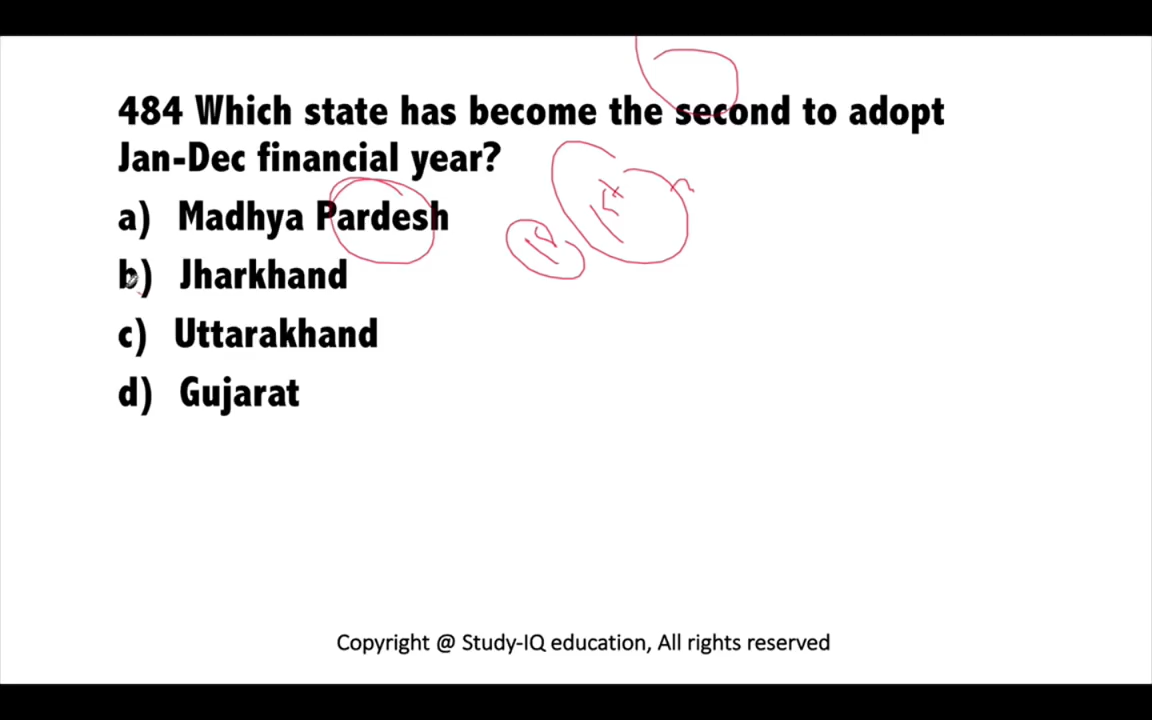 484 Which state has become the second to adopt
Jan-Dec financial year?
a) Madhya Pardesh
b) Jharkhand
c) Uttarakhand
d) Gujarat
Copyright @ Study-IQ education, All rights reserved